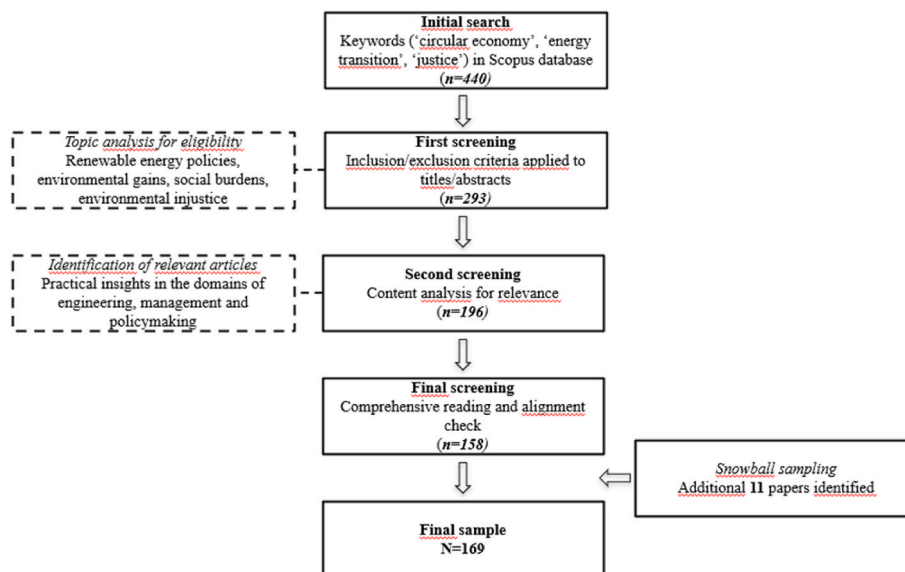 Initial search
Keywords (‘circular economy’, ‘energy
transition’, ‘justice’) in Scopus database
(n=440)
Topic analysis for eligibility
Renewable energy policies,
environmental gains, social burdens,
environmental injustice
First screening
Inclusion/exclusion criteria applied to
titles/abstracts
(n=293)
Identification of relevant articles
Practical insights in the domains of
engineering, management and
policymaking
Second screening
Content analysis for relevance
(n=196)
Final screening
Comprehensive reading and alignment
check
(n=158)
Snowball sampling
Additional 11 papers identified
Final sample
N=169